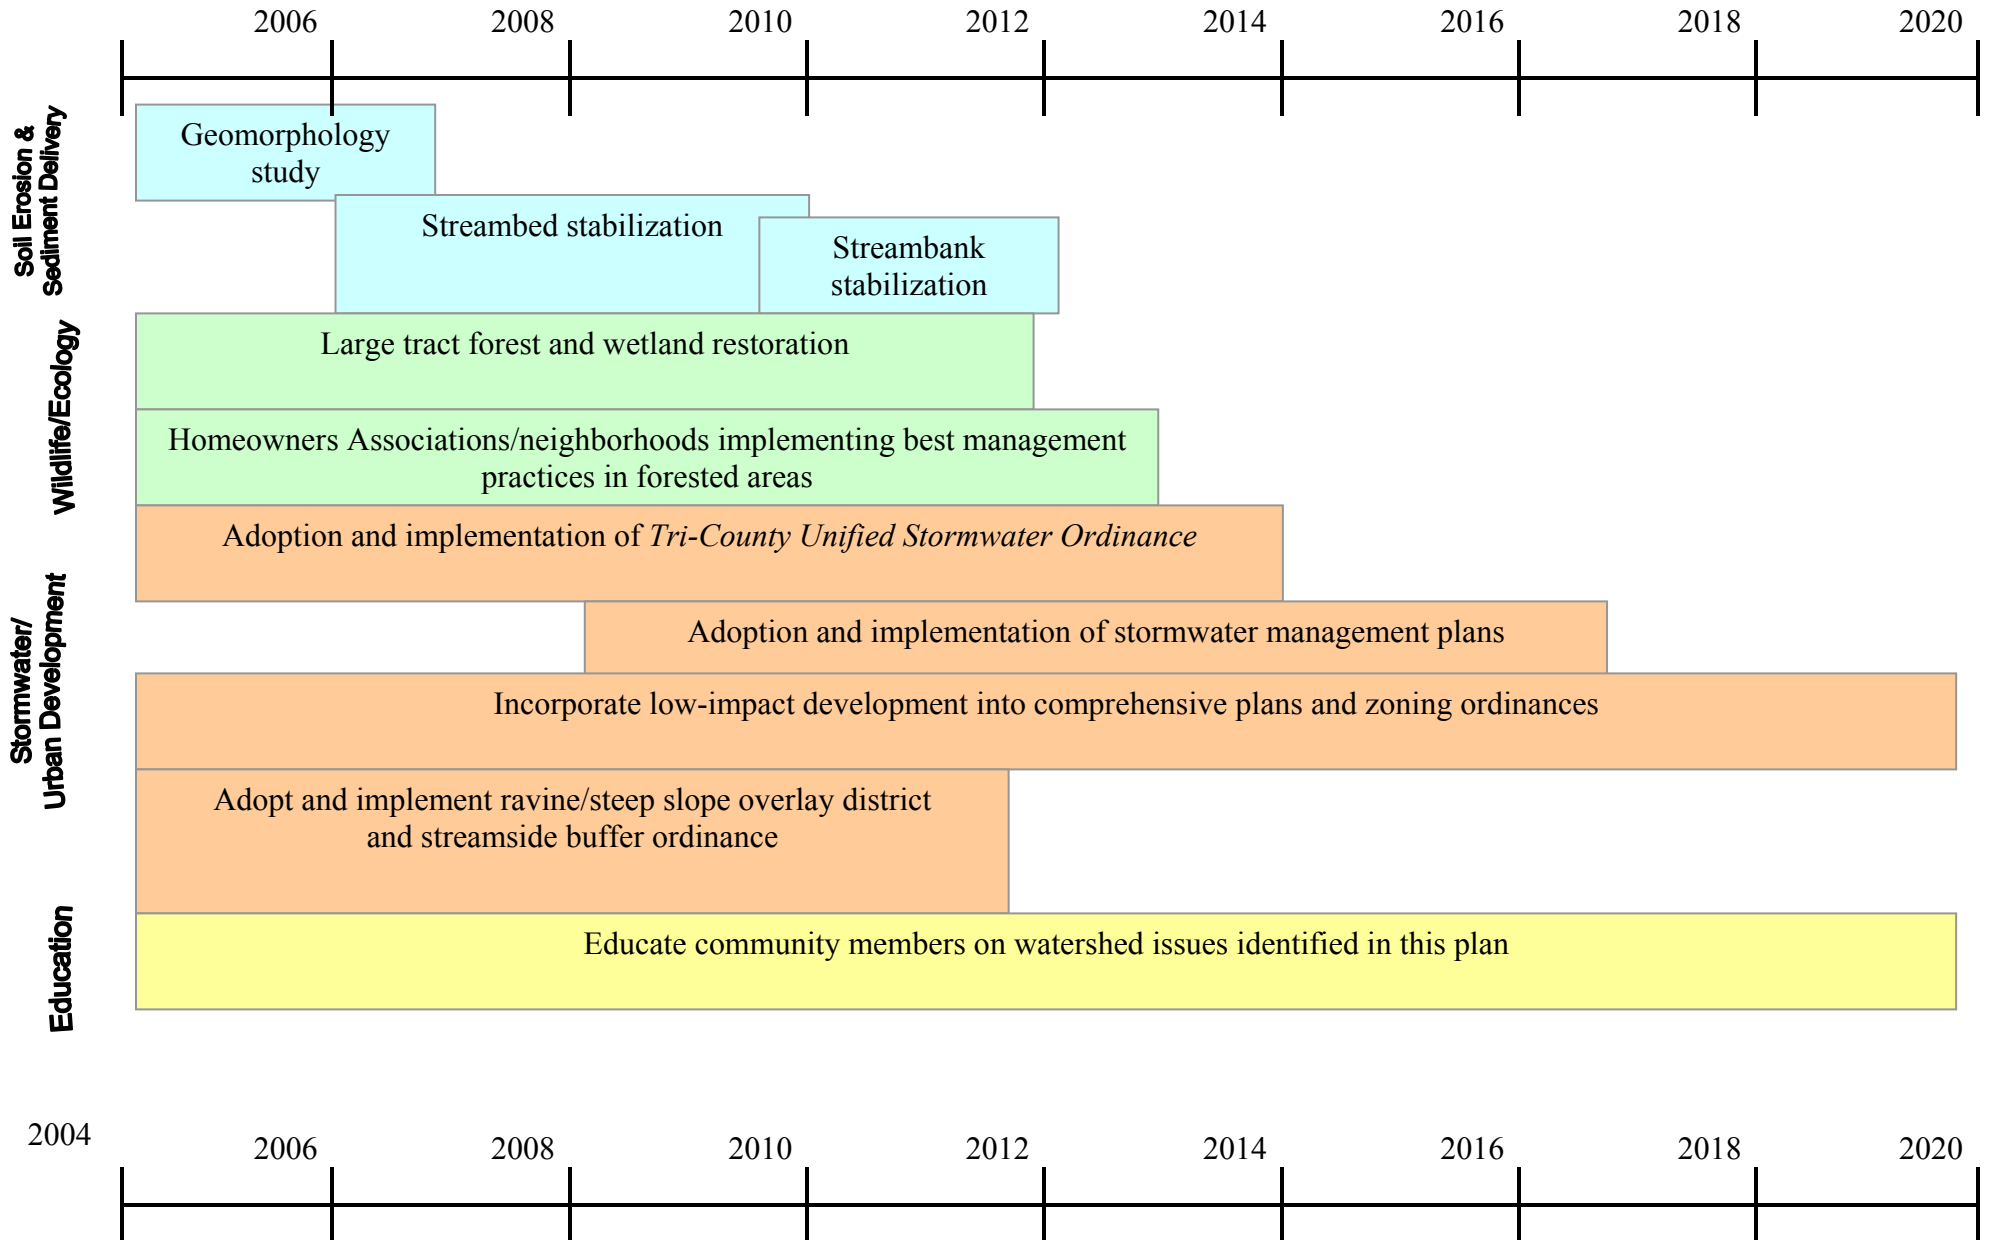 2006 2008 2010 2012 2014 2016 2018 2020
Soil Erosion &
Sediment Delivery
Geomorphology
study
Streambed stabilization
Streambank
stabilization
Wildlife/Ecology
Large tract forest and wetland restoration
Homeowners Associations/neighborhoods implementing best management
practices in forested areas
Stormwater/
Urban Development
Adoption and implementation of Tri-County Unified Stormwater Ordinance
Adoption and implementation of stormwater management plans
Incorporate low-impact development into comprehensive plans and zoning ordinances
Adopt and implement ravine/steep slope overlay district
and streamside buffer ordinance
Education
Educate community members on watershed issues identified in this plan
2004 2006 2008 2010 2012 2014 2016 2018 2020